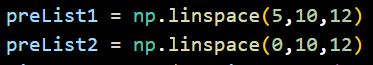 preList1 = np.linspace(5,10,12)
preList2 = np.linspace(0,10,12)